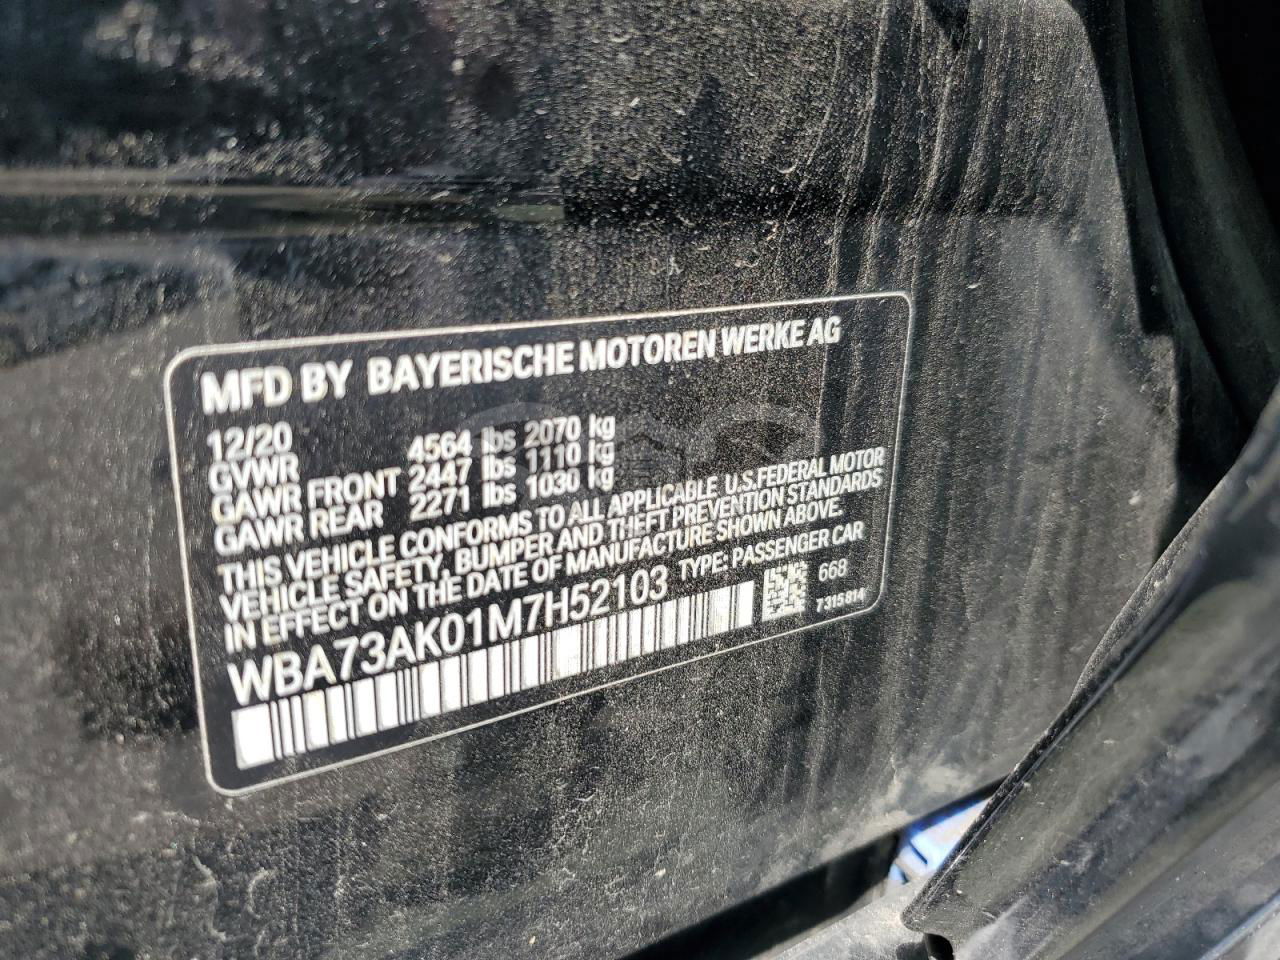 MFD BY BAYERISCHE MOTOREN WERKE AG
12/20
GVWR 4564 lbs 2070 kg
GAWR FRONT 2447 lbs 1110 kg
GAWR REAR 2271 lbs 1030 kg
THIS VEHICLE CONFORMS TO ALL APPLICABLE U.S.FEDERAL MOTOR
VEHICLE SAFETY, BUMPER AND THEFT PREVENTION STANDARDS
IN EFFECT ON THE DATE OF MANUFACTURE SHOWN ABOVE.
WBA73AK01M7H52103 TYPE: PASSENGER CAR
668
7315814